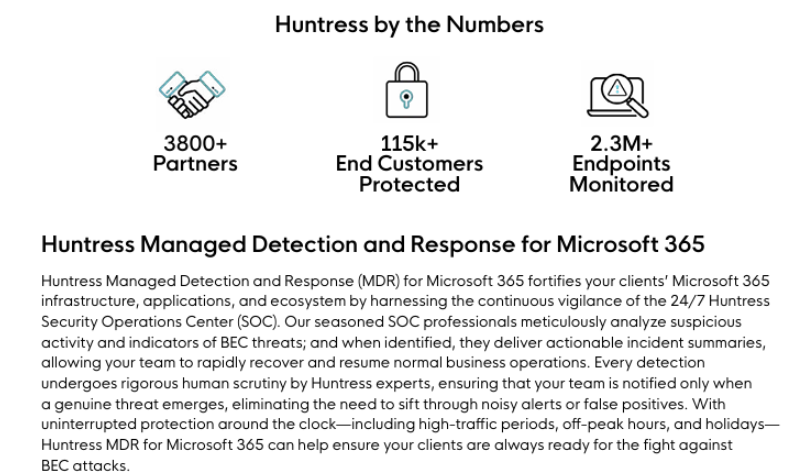 Huntress by the Numbers
3800+
Partners
115k+
End Customers
Protected
2.3M+
Endpoints
Monitored
Huntress Managed Detection and Response for Microsoft 365
Huntress Managed Detection and Response (MDR) for Microsoft 365 fortifies your clients’ Microsoft 365
infrastructure, applications, and ecosystem by harnessing the continuous vigilance of the 24/7 Huntress
Security Operations Center (SOC). Our seasoned SOC professionals meticulously analyze suspicious
activity and indicators of BEC threats; and when identified, they deliver actionable incident summaries,
allowing your team to rapidly recover and resume normal business operations. Every detection
undergoes rigorous human scrutiny by Huntress experts, ensuring that your team is notified only when
a genuine threat emerges, eliminating the need to sift through noisy alerts or false positives. With
uninterrupted protection around the clock—including high-traffic periods, off-peak hours, and holidays—
Huntress MDR for Microsoft 365 can help ensure your clients are always ready for the fight against
BEC attacks.